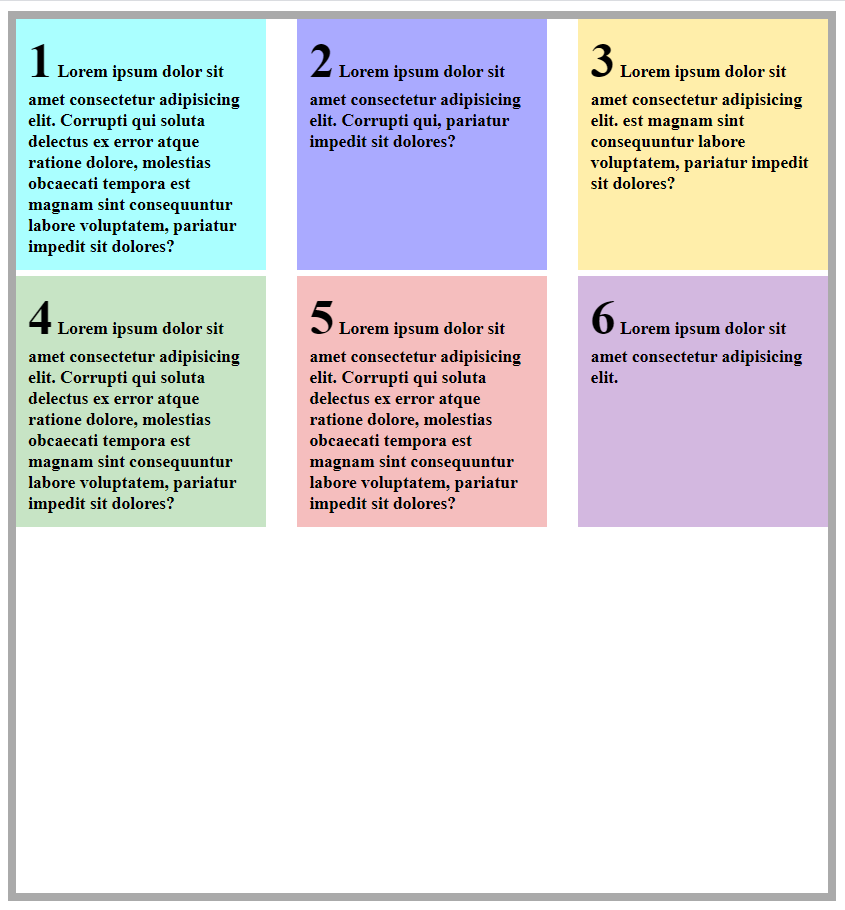 1 Lorem ipsum dolor sit
amet consectetur adipisicing
elit. Corrupti qui soluta
delectus ex error atque
ratione dolore, molestias
obcaecati tempora est
magnam sint consequuntur
labore voluptatem, pariatur
impedit sit dolores?
2 Lorem ipsum dolor sit
amet consectetur adipisicing
elit. Corrupti qui, pariatur
impedit sit dolores?
3 Lorem ipsum dolor sit
amet consectetur adipisicing
elit. est magnam sint
consequuntur labore
voluptatem, pariatur impedit
sit dolores?
4 Lorem ipsum dolor sit
amet consectetur adipisicing
elit. Corrupti qui soluta
delectus ex error atque
ratione dolore, molestias
obcaecati tempora est
magnam sint consequuntur
labore voluptatem, pariatur
impedit sit dolores?
5 Lorem ipsum dolor sit
amet consectetur adipisicing
elit. Corrupti qui soluta
delectus ex error atque
ratione dolore, molestias
obcaecati tempora est
magnam sint consequuntur
labore voluptatem, pariatur
impedit sit dolores?
6 Lorem ipsum dolor sit
amet consectetur adipisicing
elit.